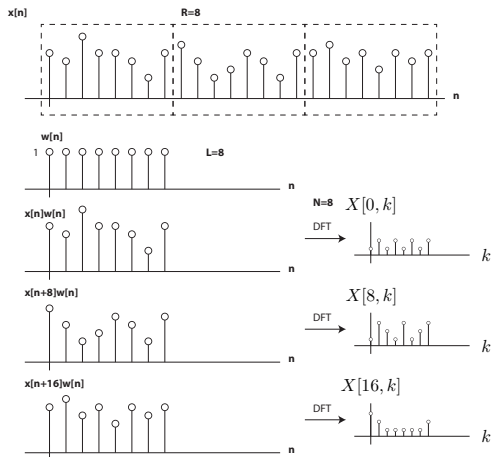 x[n]
R=8
n
w[n]
1
L=8
n
x[n]w[n]
N=8
X[0, k]
DFT
k
n
x[n+8]w[n]
X[8, k]
DFT
k
n
x[n+16]w[n]
X[16, k]
DFT
k
n